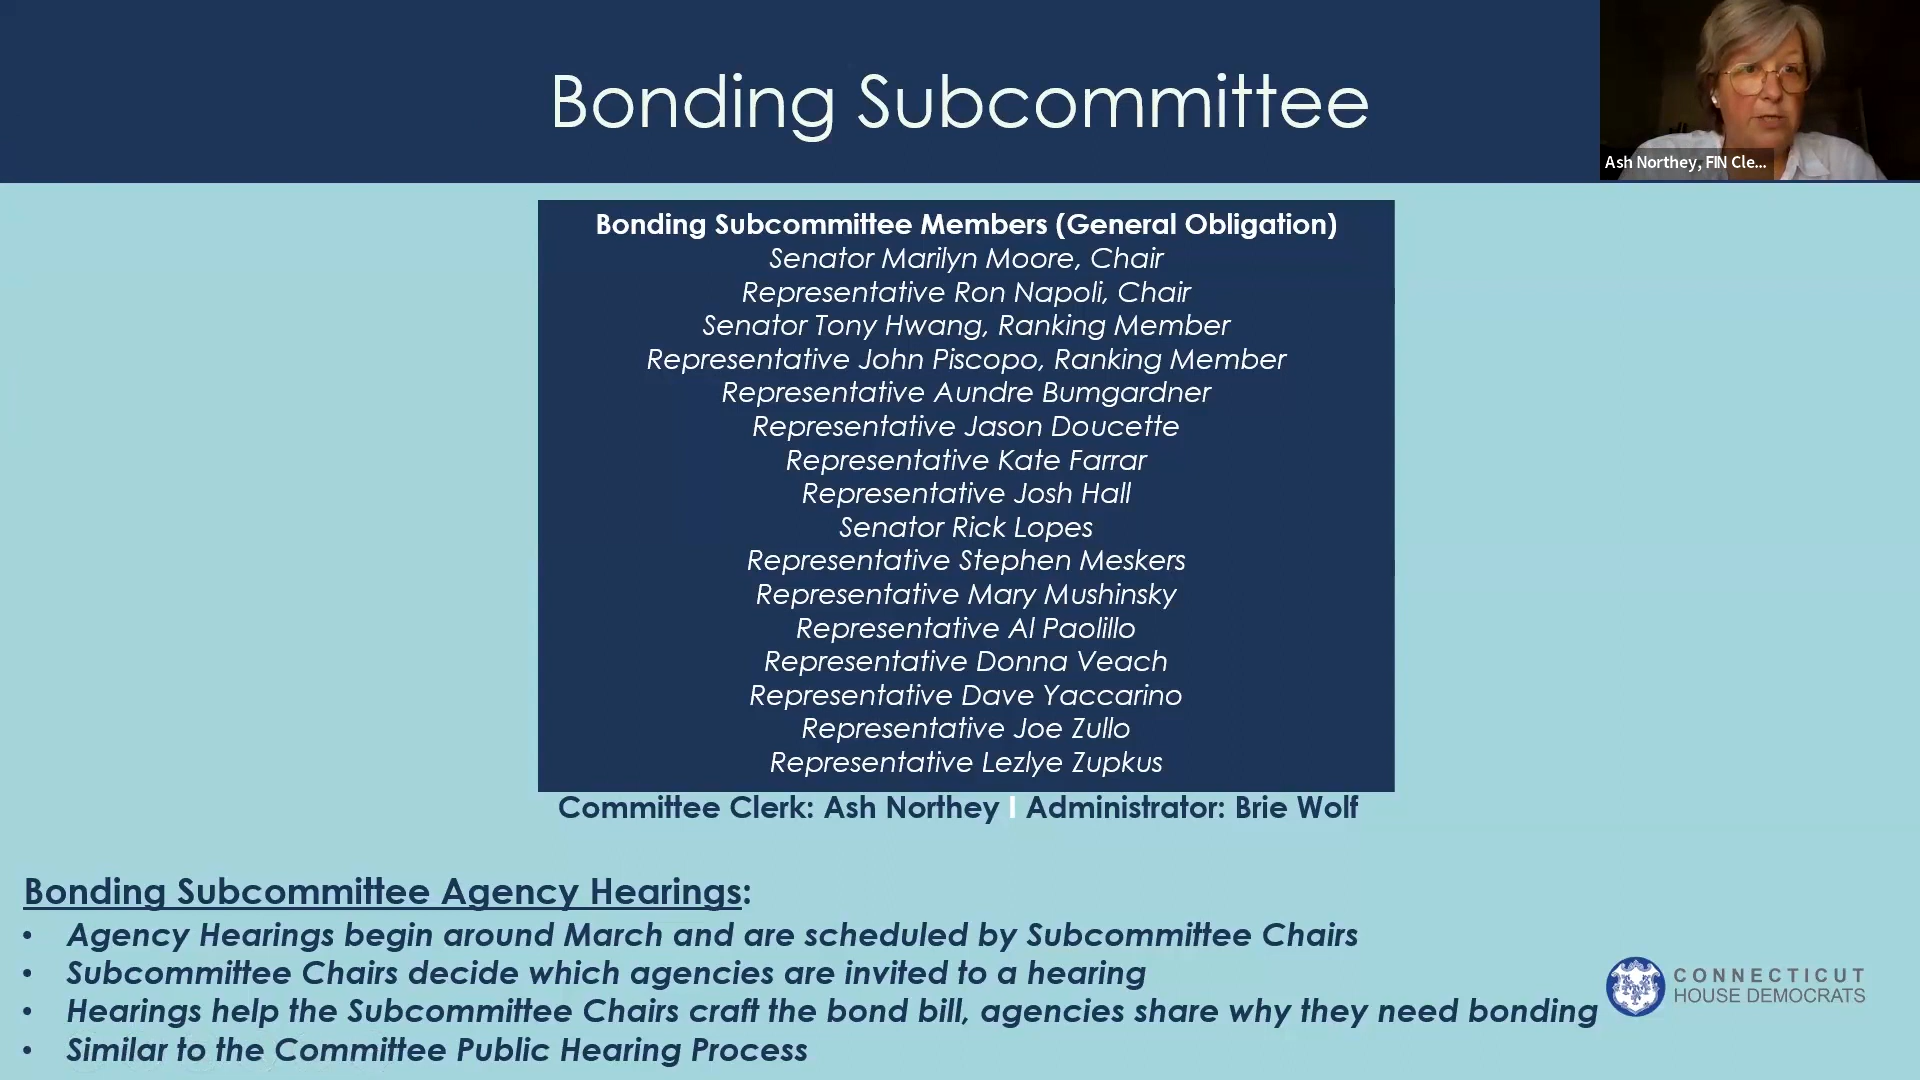 Bonding Subcommittee
Ash Northey, FIN Cle...
Bonding Subcommittee Members (General Obligation)
Senator Marilyn Moore, Chair
Representative Ron Napoli, Chair
Senator Tony Hwang, Ranking Member
Representative John Piscopo, Ranking Member
Representative Aundre Bumgardner
Representative Jason Doucette
Representative Kate Farrar
Representative Josh Hall
Senator Rick Lopes
Representative Stephen Meskers
Representative Mary Mushinsky
Representative Al Paolillo
Representative Donna Veach
Representative Dave Yaccarino
Representative Joe Zullo
Representative Lezlye Zupkus
Committee Clerk: Ash Northey | Administrator: Brie Wolf
Bonding Subcommittee Agency Hearings:
• Agency Hearings begin around March and are scheduled by Subcommittee Chairs
• Subcommittee Chairs decide which agencies are invited to a hearing
• Hearings help the Subcommittee Chairs craft the bond bill, agencies share why they need bonding
• Similar to the Committee Public Hearing Process
CONNECTICUT
HOUSE DEMOCRATS